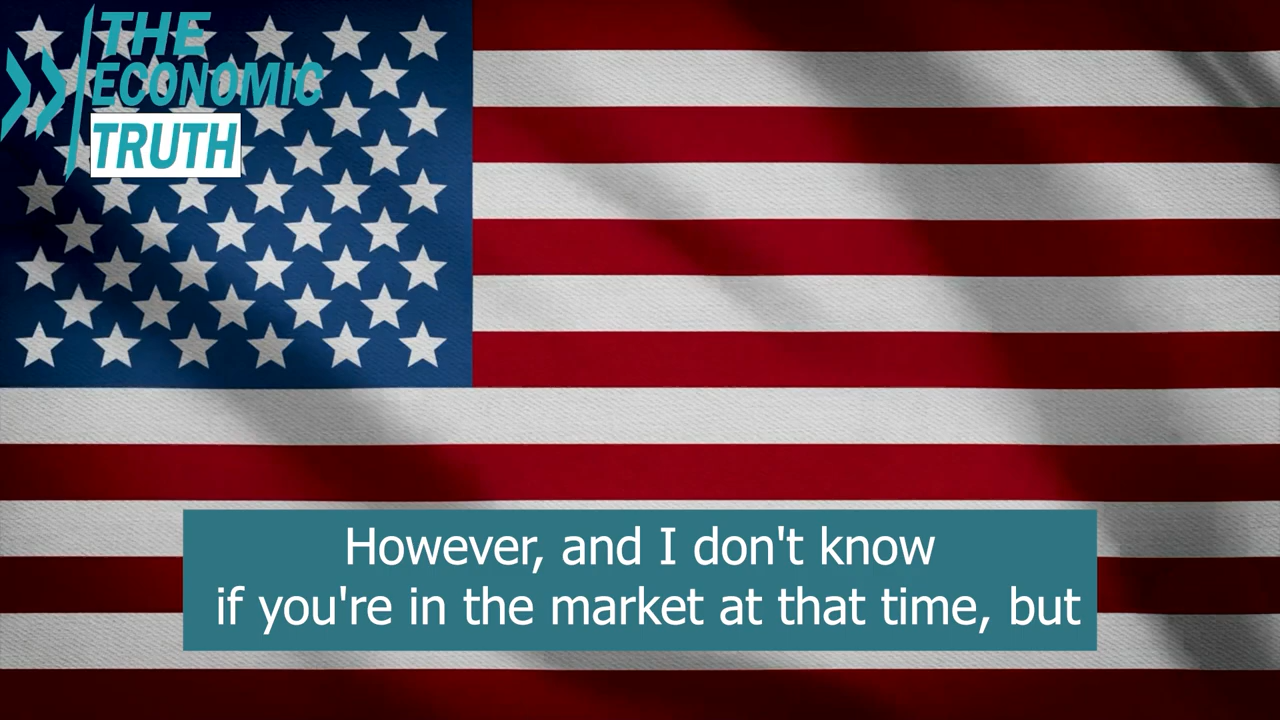 THE
ECONOMIC
TRUTH
However, and I don't know
if you're in the market at that time, but